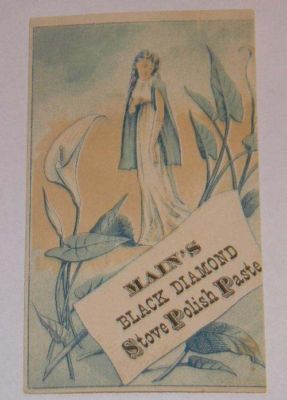 MAIN'S
BLACK DIAMOND
Stove Polish Paste